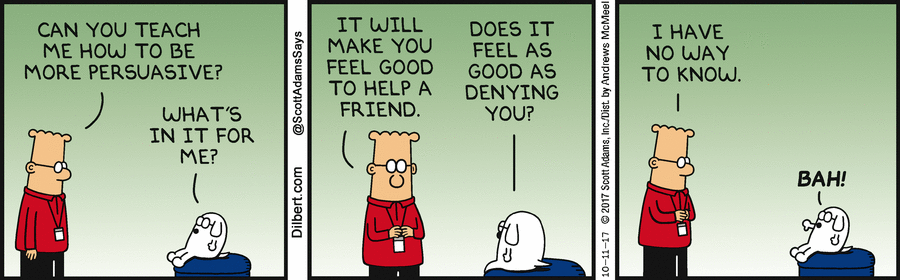 CAN YOU TEACH
ME HOW TO BE
MORE PERSUASIVE?
WHAT'S
IN IT FOR
ME?
Dilbert.com @ScottAdamsSays
IT WILL
MAKE YOU
FEEL GOOD
TO HELP A
FRIEND.
DOES IT
FEEL AS
GOOD AS
DENYING
YOU?
10-11-17 © 2017 Scott Adams, Inc./Dist. by Andrews McMeel
I HAVE
NO WAY
TO KNOW.
BAH!